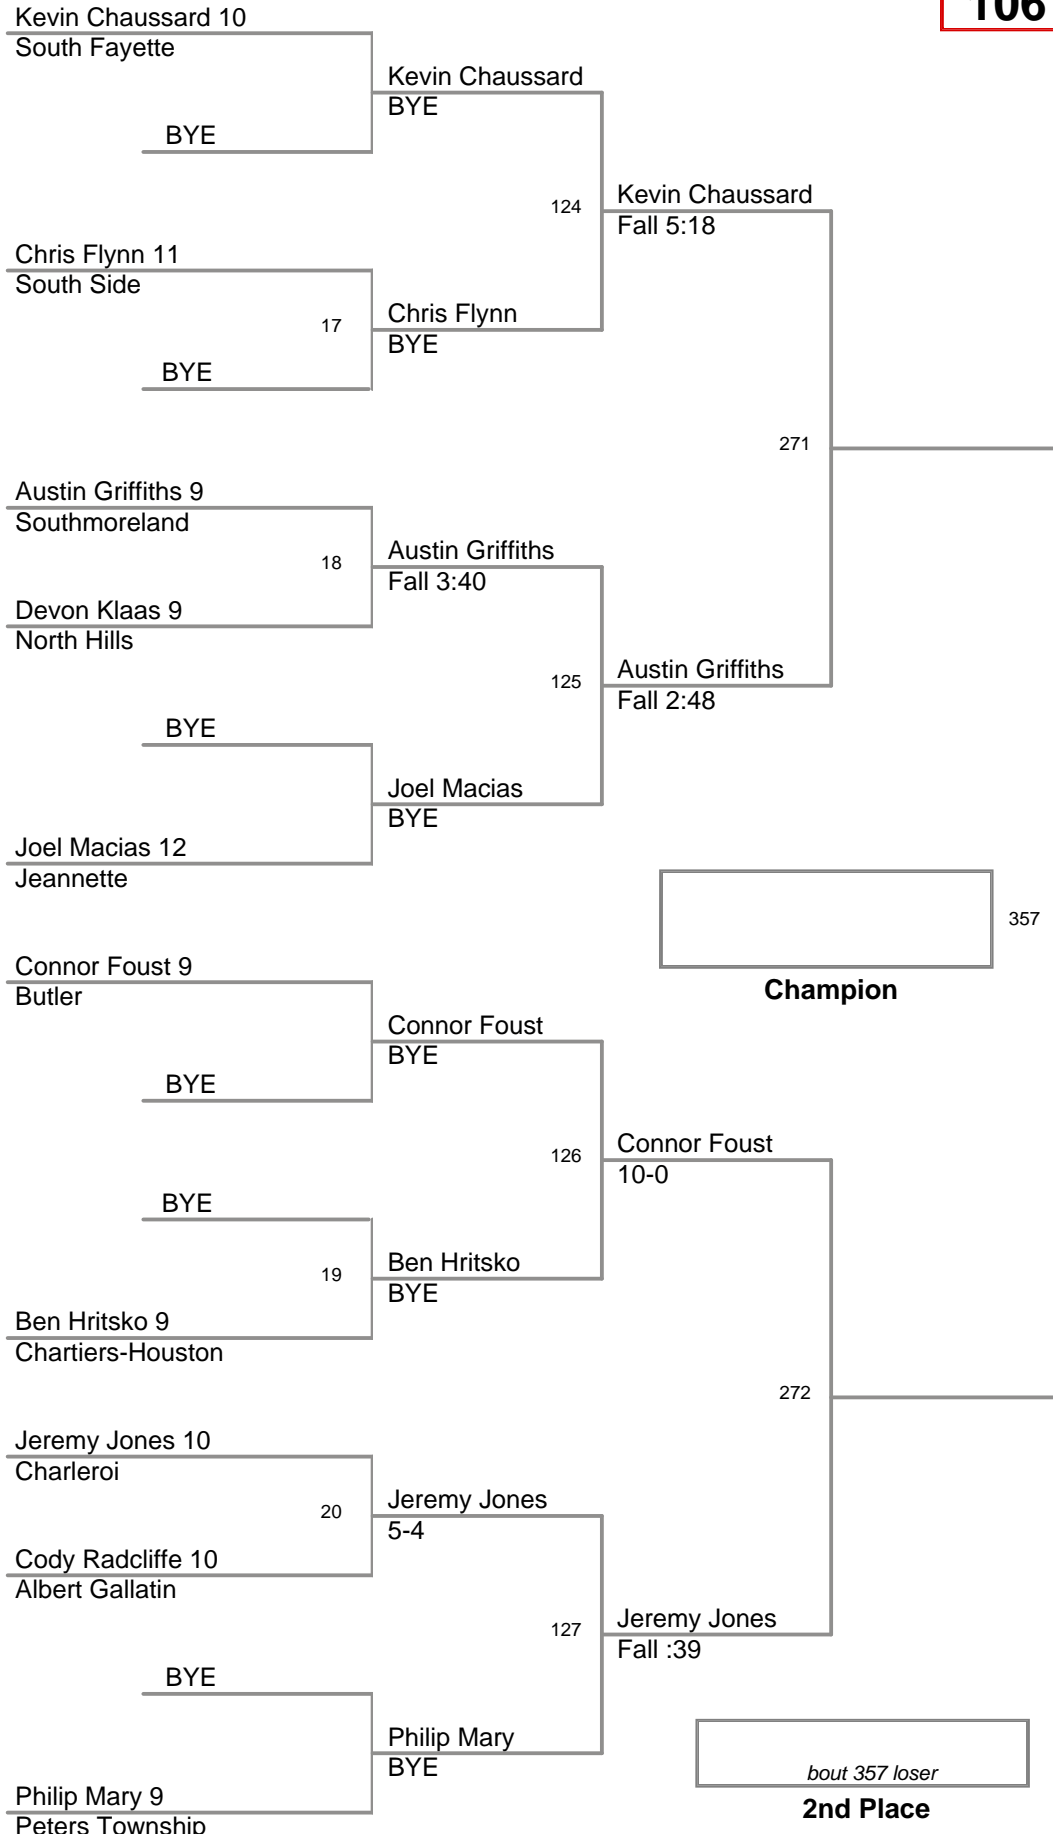 106
Kevin Chaussard 10
South Fayette
Kevin Chaussard
BYE
BYE
124
Kevin Chaussard
Fall 5:18
Chris Flynn 11
South Side
17
Chris Flynn
BYE
BYE
271
Austin Griffiths 9
Southmoreland
18
Austin Griffiths
Fall 3:40
Devon Klaas 9
North Hills
125
Austin Griffiths
Fall 2:48
BYE
Joel Macias
BYE
Joel Macias 12
Jeannette
357
Champion
Connor Foust 9
Butler
Connor Foust
BYE
BYE
126
Connor Foust
10-0
BYE
19
Ben Hritsko
BYE
Ben Hritsko 9
Chartiers-Houston
272
Jeremy Jones 10
Charleroi
20
Jeremy Jones
5-4
Cody Radcliffe 10
Albert Gallatin
127
Jeremy Jones
Fall :39
BYE
Philip Mary
BYE
bout 357 loser
2nd Place
Philip Mary 9
Peters Township